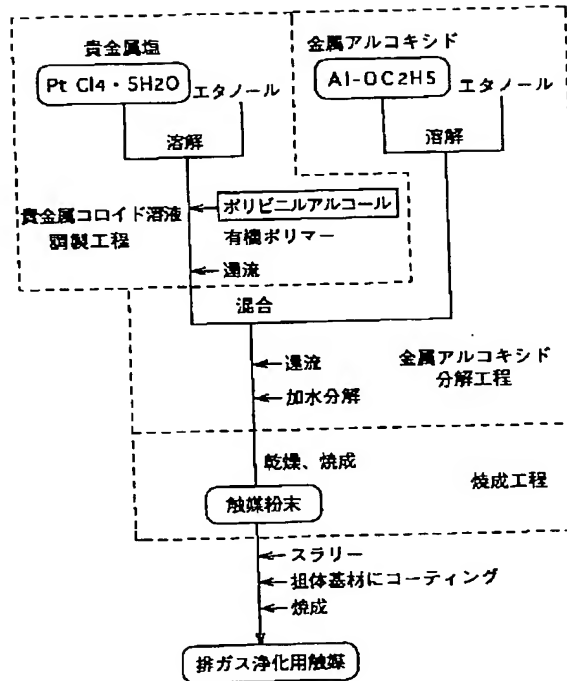 貴金属塩
Pt Cl4・5H2O
エタノール
溶解
金属アルコキシド
Al-OC2H5
エタノール
溶解
貴金属コロイド溶液
調製工程
ポリビニルアルコール
有機ポリマー
還流
混合
還流
加水分解
金属アルコキシド
分解工程
乾燥、焼成
触媒粉末
焼成工程
スラリー
担体基材にコーティング
焼成
排ガス浄化用触媒